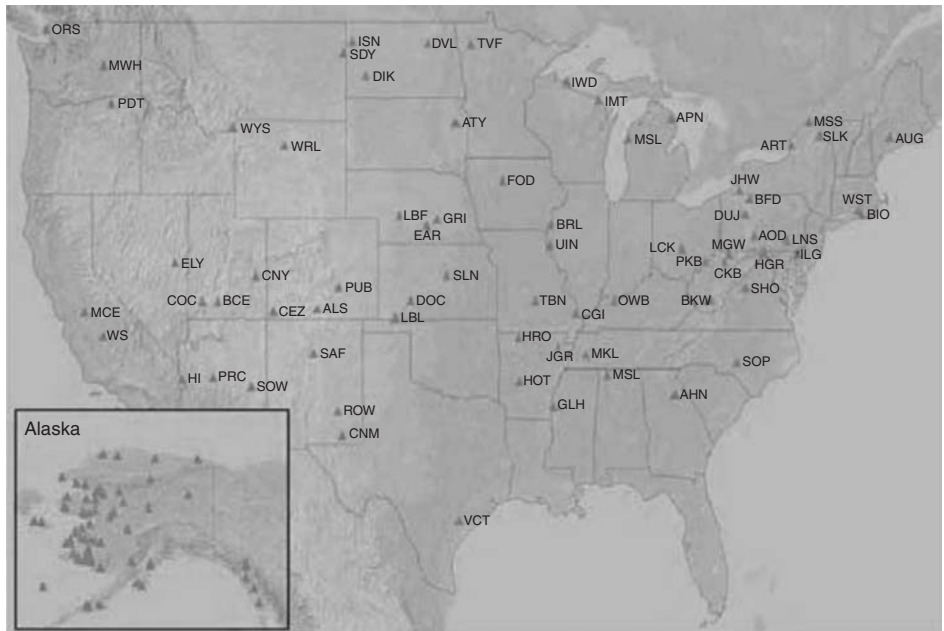 ORS
ISN
DVL
TVF
SDY
MWH
DIK
IWD
PDT
IMT
APN
ATY
MSS
WYS
SLK
MSL
AUG
WRL
ART
FOD
JHW
BFD
WST
LBF
GRI
DUJ
BIO
EAR
BRL
AOD
LNS
UIN
LCK
MGW
ILG
PKB
HGR
ELY
CKB
CNY
SLN
PUB
SHO
COC
BCE
DOC
TBN
OWB
BKW
CEZ
ALS
MCE
LBL
CGI
WS
HRO
SAF
JGR
MKL
SOP
HI
PRC
SOW
HOT
MSL
AHN
GLH
ROW
Alaska
CNM
VCT